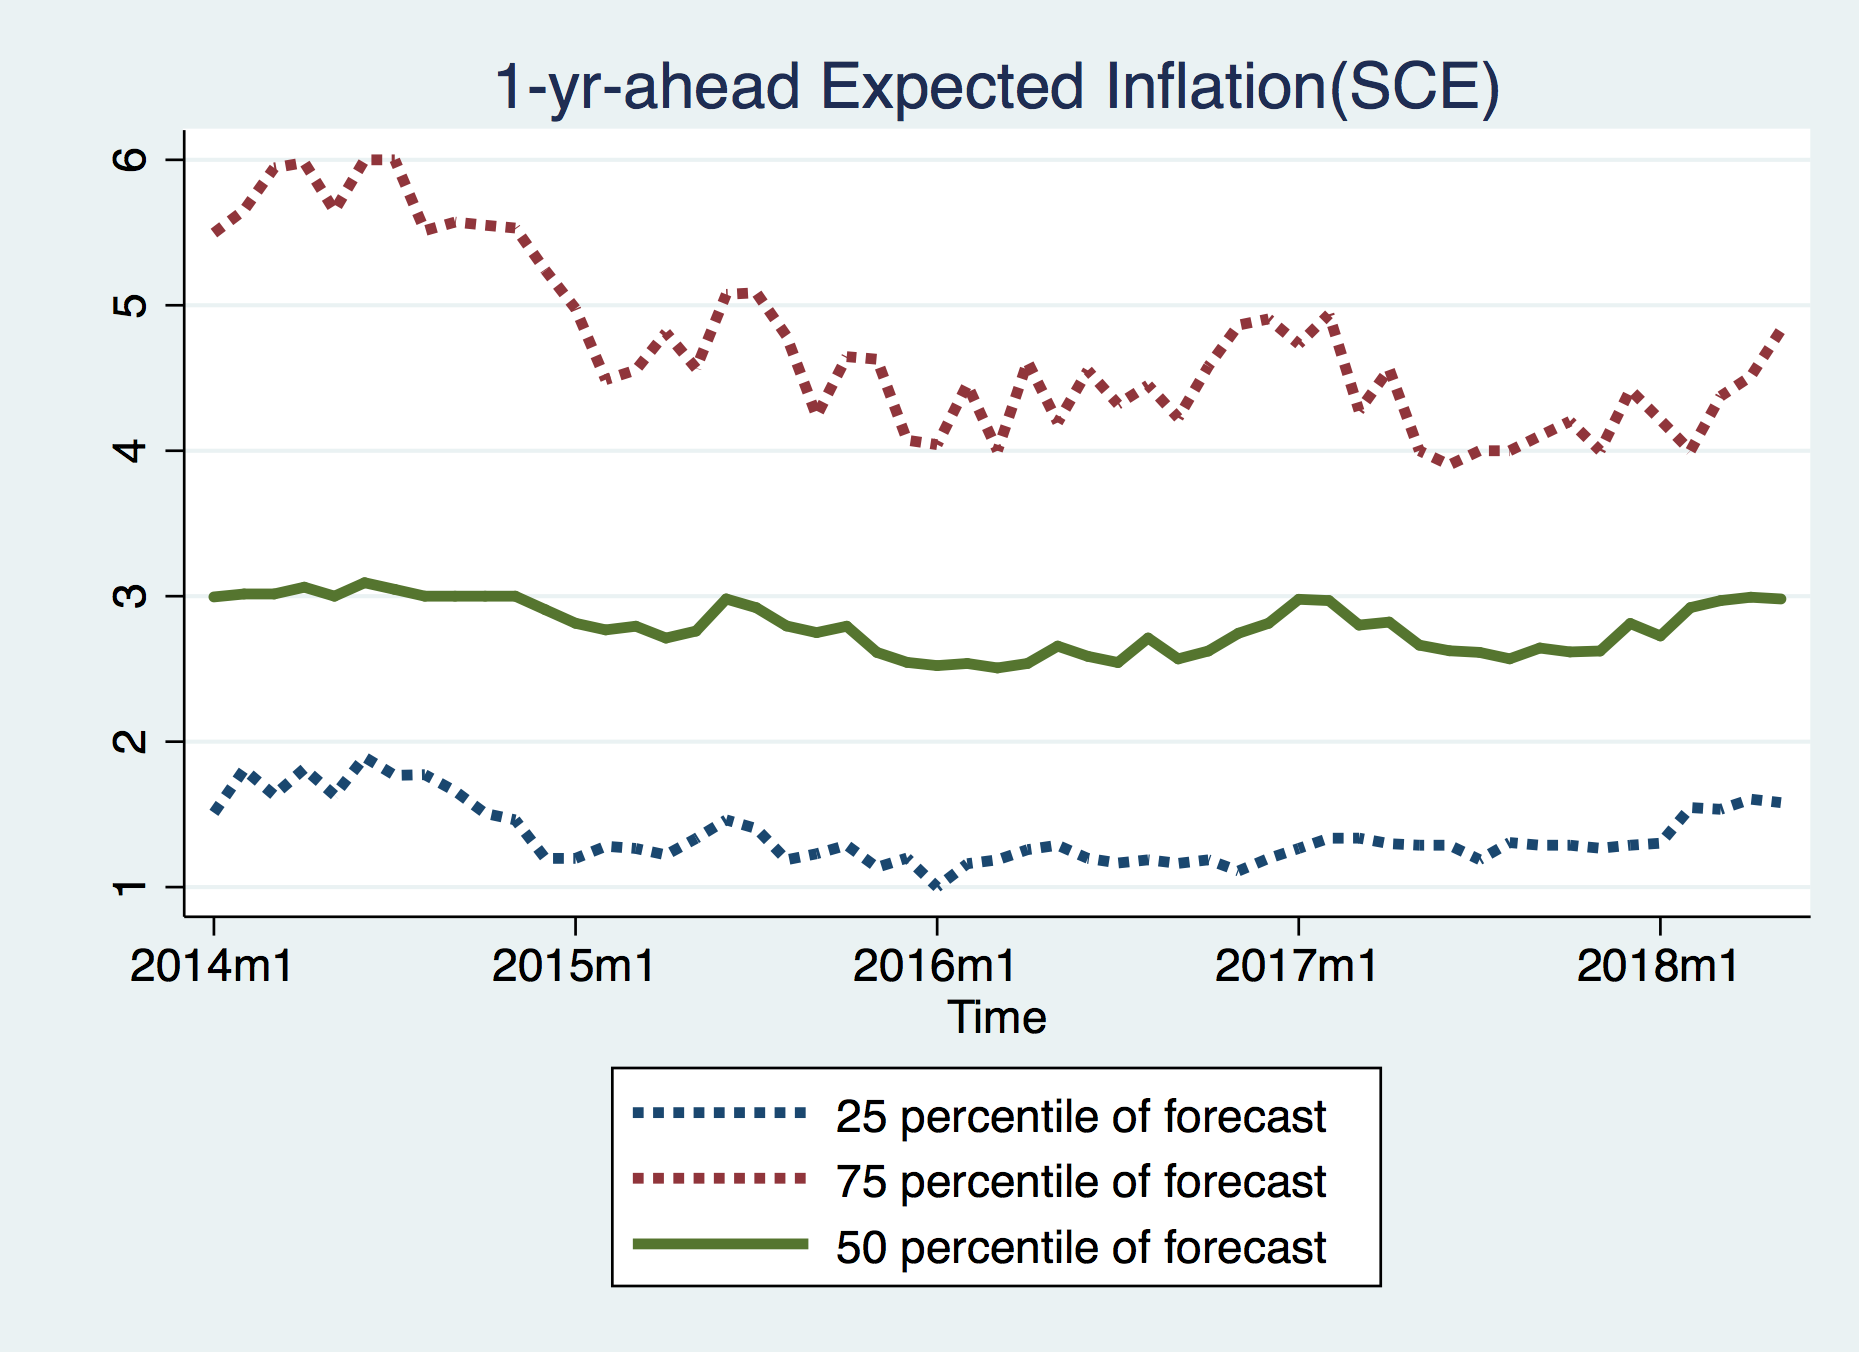 1-yr-ahead Expected Inflation(SCE)
6
5
4
3
2
1
2014m1 2015m1 2016m1 2017m1 2018m1
Time
25 percentile of forecast
75 percentile of forecast
50 percentile of forecast